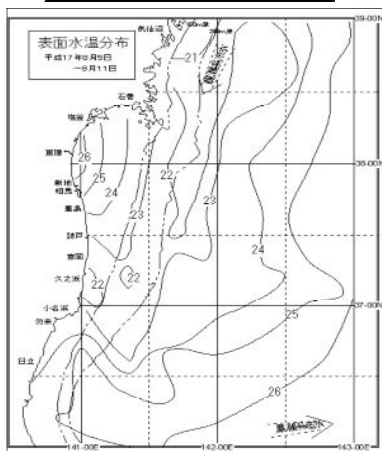 表面水温分布
平成17年8月9日
～8月11日
気仙沼
石巻
塩釜
亘理
新地
相馬
鹿島
請戸
富岡
久之浜
小名浜
勿来
日立
39-00N
38-00N
37-00N
141-00E
142-00E
143-00E
21
22
23
26
25
24
23
22
22
24
25
26